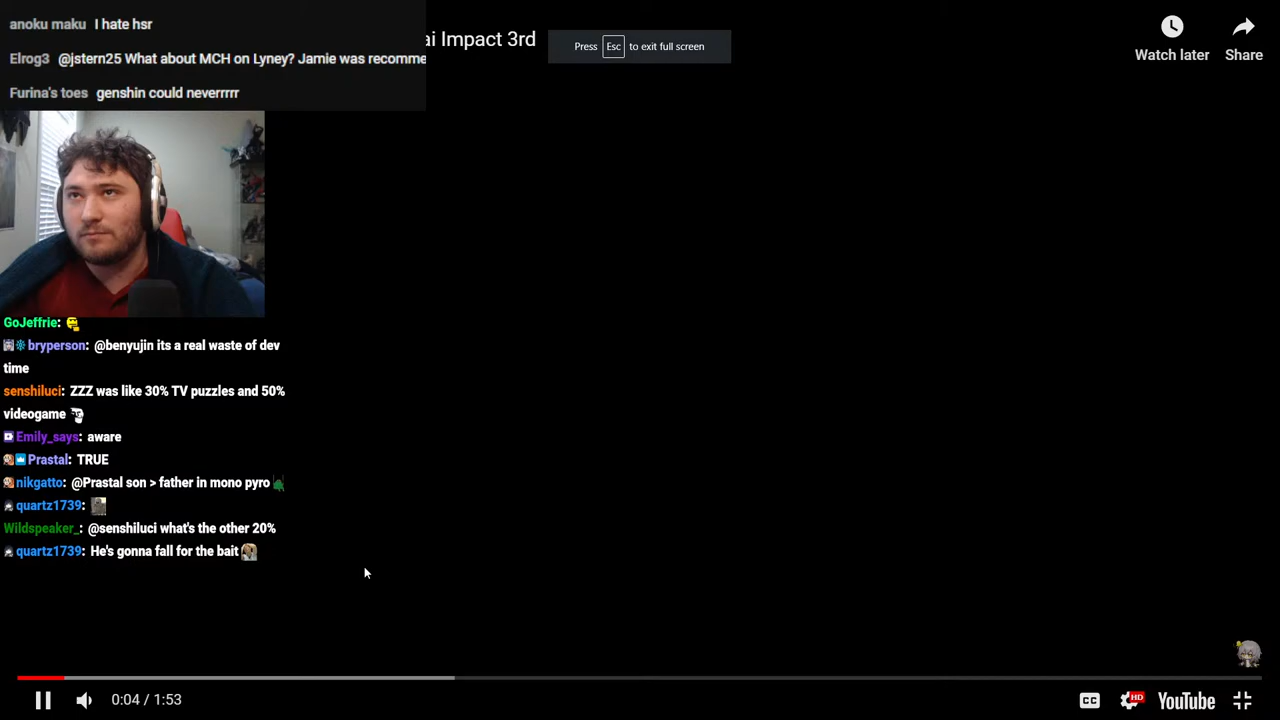 anoku maku I hate hsr
ai Impact 3rd
Press Esc to exit full screen
Watch later
Share
Elrog3 @jstern25 What about MCH on Lyney? Jamie was recomme
Furina's toes genshin could neverrrrr
GoJeffrie:
bryperson: @benyujin its a real waste of dev
time
senshiluci: ZZZ was like 30% TV puzzles and 50%
videogame
Emily_says: aware
Prastal: TRUE
nikgatto: @Prastal son > father in mono pyro
quartz1739:
Wildspeaker_: @senshiluci what's the other 20%
quartz1739: He's gonna fall for the bait
0:04 / 1:53
CC
HD
YouTube